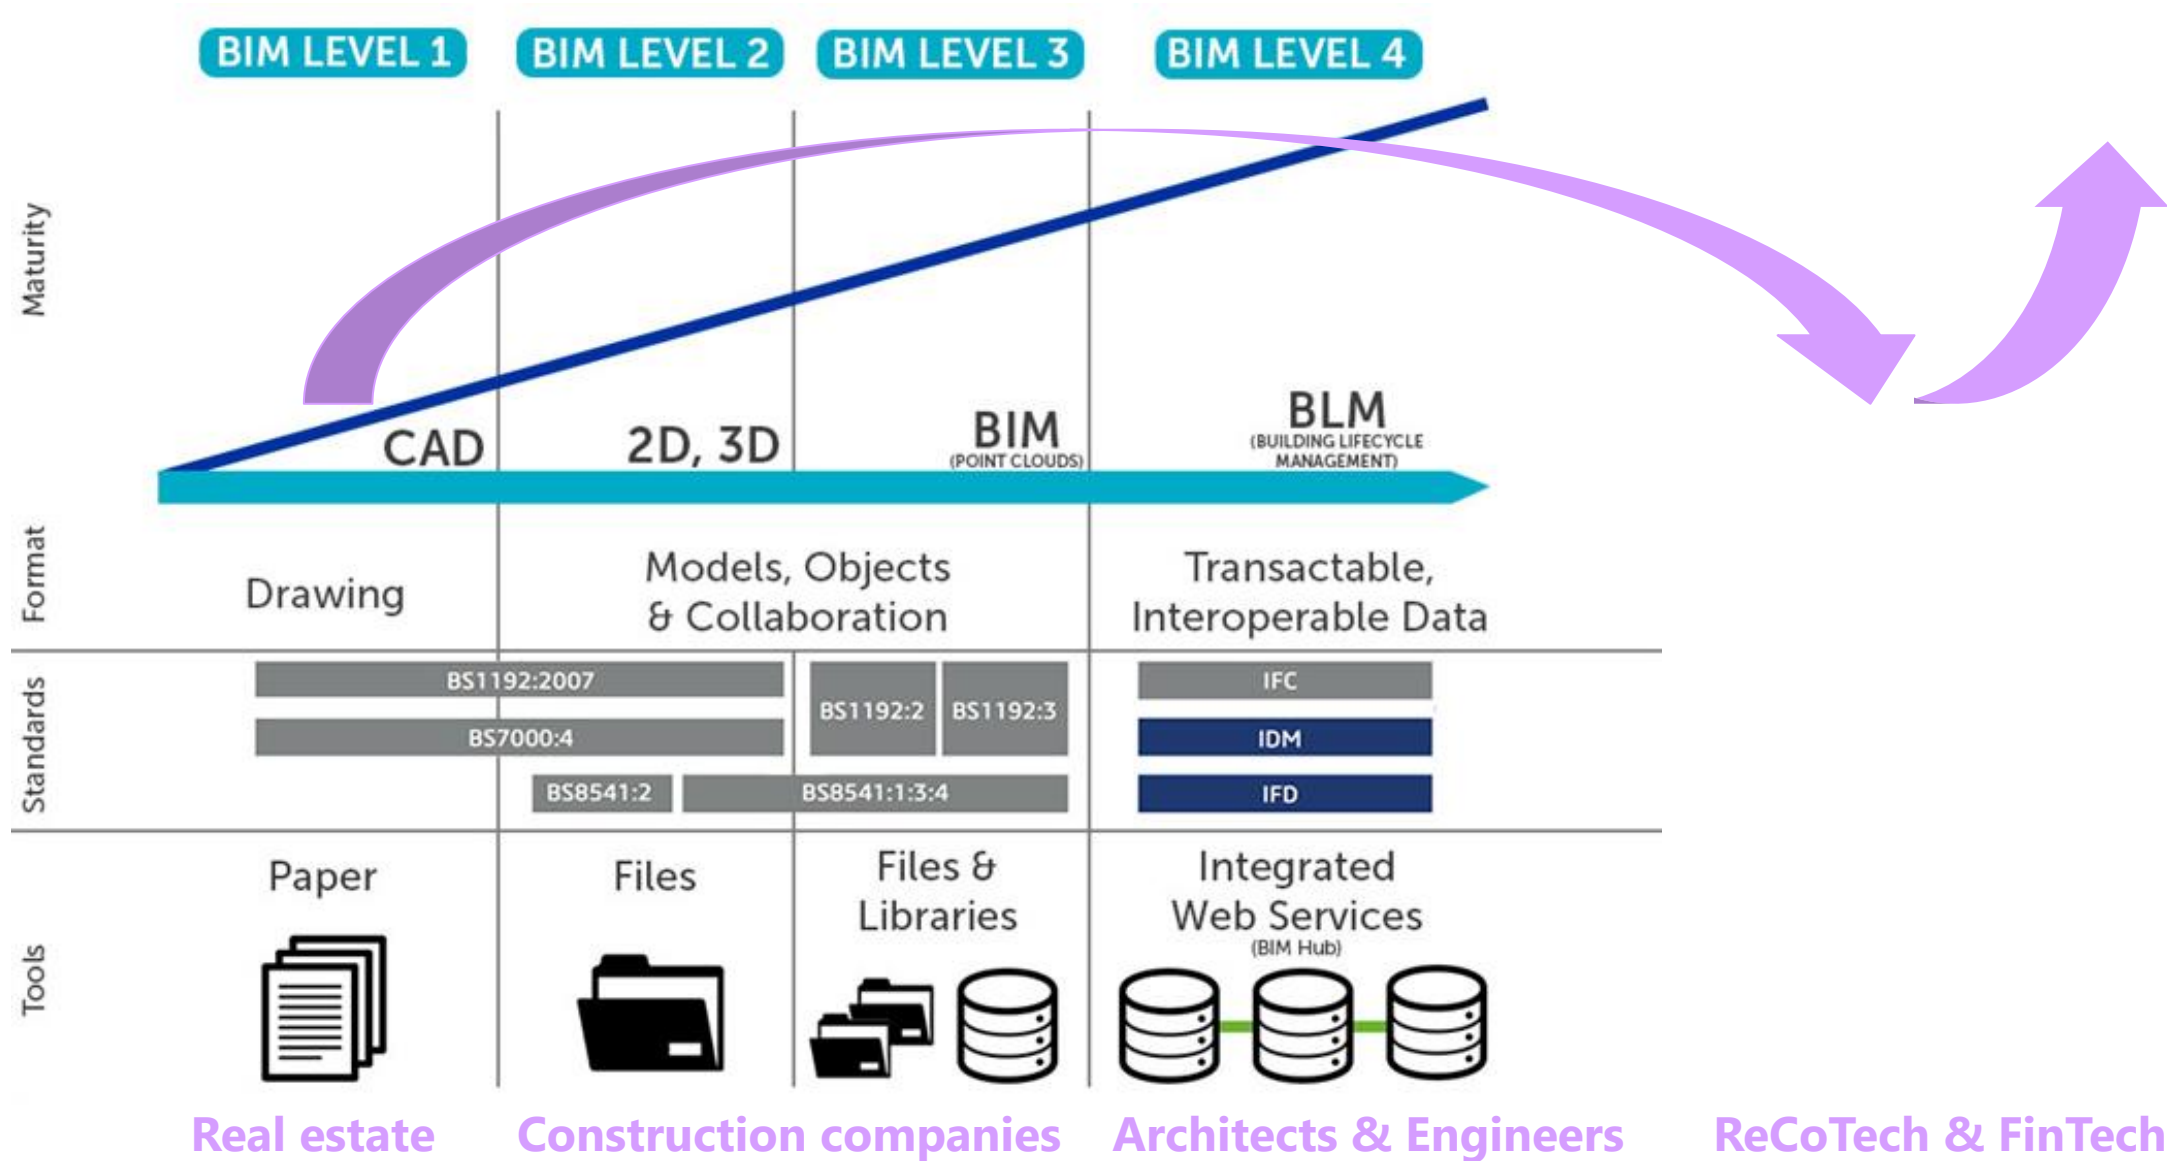 BIM LEVEL 1
BIM LEVEL 2
BIM LEVEL 3
BIM LEVEL 4
Maturity
CAD
2D, 3D
BIM
(POINT CLOUDS)
BLM
(BUILDING LIFECYCLE
MANAGEMENT)
Format
Drawing
Models, Objects
& Collaboration
Transactable,
Interoperable Data
Standards
BS1192:2007
BS7000:4
BS8541:2
BS8541:1:3:4
BS1192:2
BS1192:3
IFC
IDM
IFD
Tools
Paper
Files
Files &
Libraries
Integrated
Web Services
(BIM Hub)
Real estate
Construction companies
Architects & Engineers
ReCoTech & FinTech